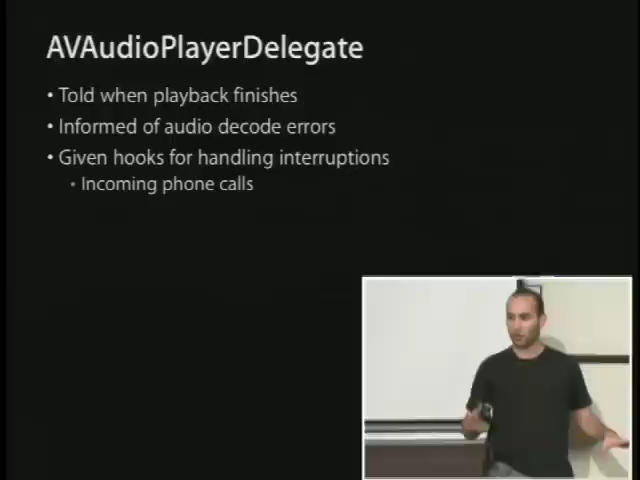 AVAudioPlayerDelegate
• Told when playback finishes
• Informed of audio decode errors
• Given hooks for handling interruptions
• Incoming phone calls